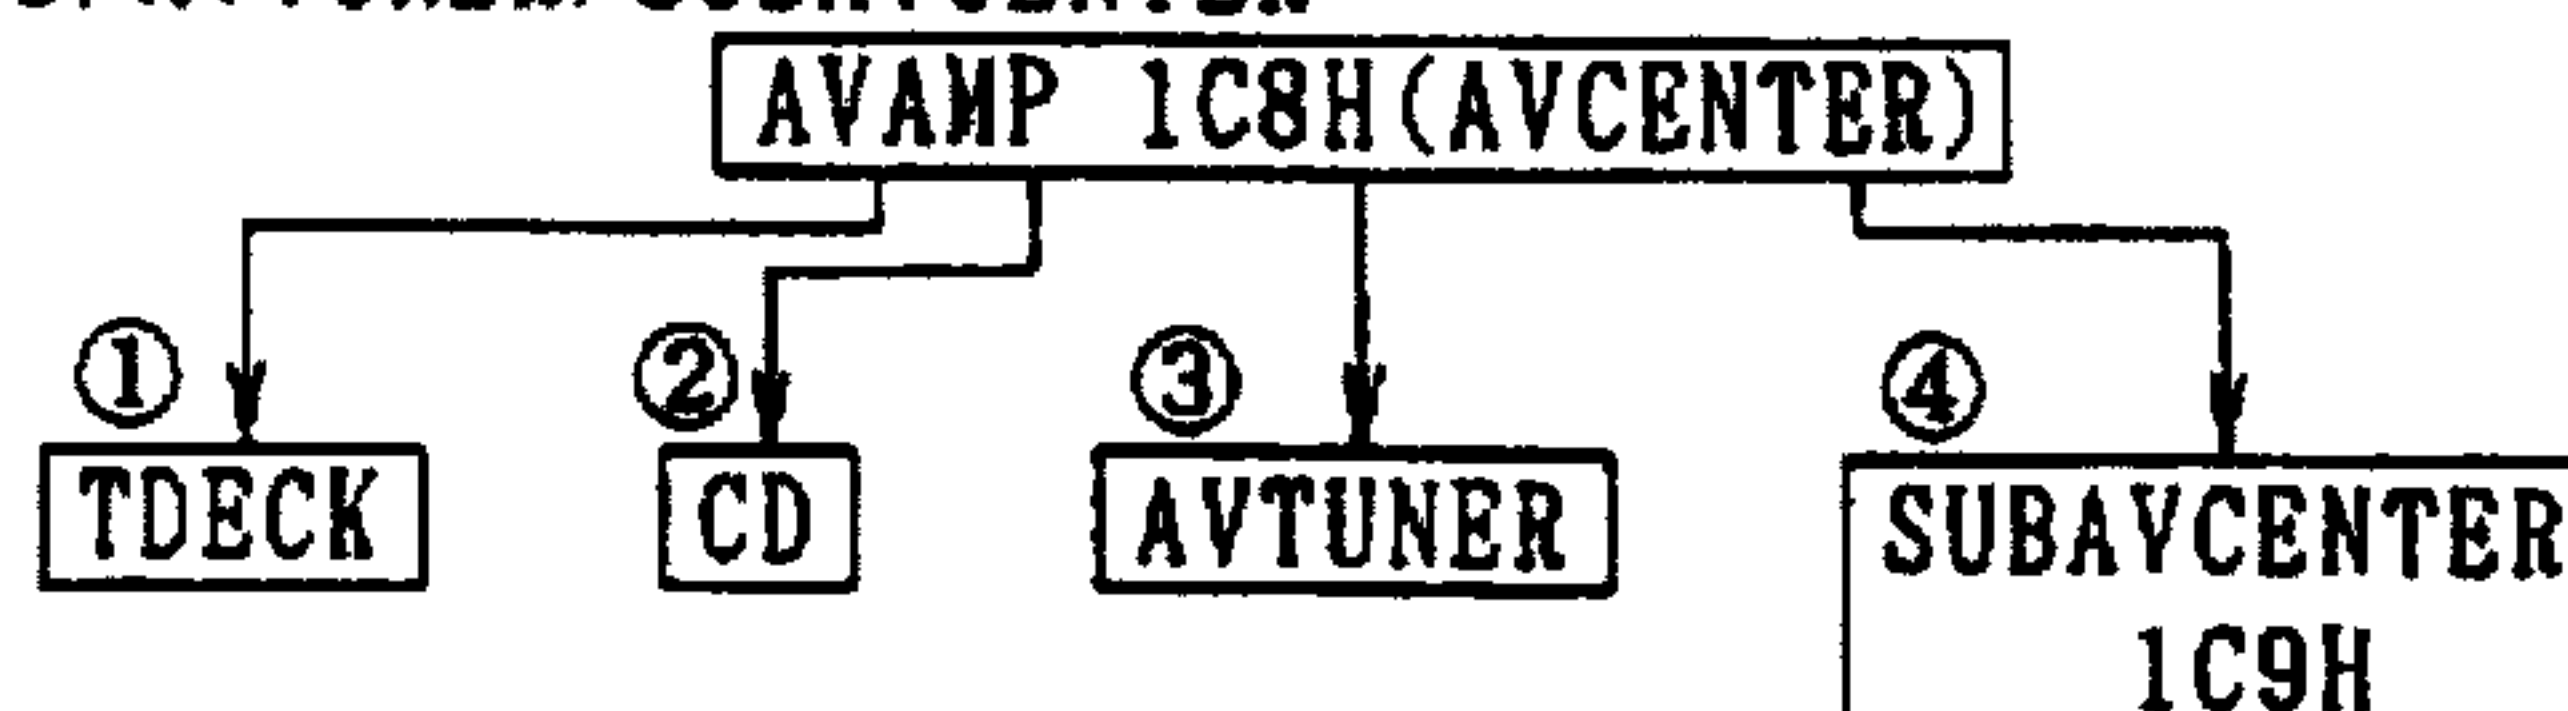 AVAMP 1C8H(AVCENTER)
① ② ③ ④
TDECK CD AVTUNER SUBAVCENTER
1C9H